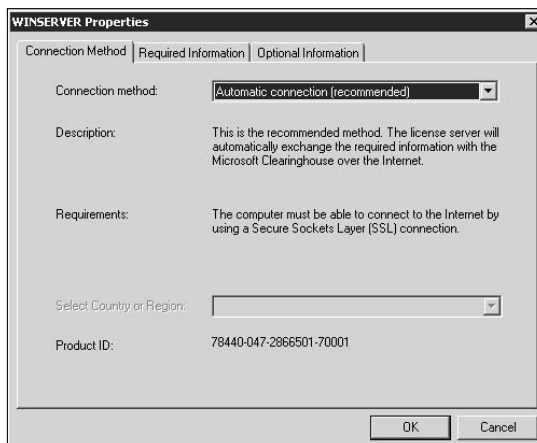 WINSERVER Properties
Connection Method
Required Information
Optional Information
Connection method:
Automatic connection (recommended)
Description:
This is the recommended method. The license server will
automatically exchange the required information with the
Microsoft Clearinghouse over the Internet.
Requirements:
The computer must be able to connect to the Internet by
using a Secure Sockets Layer (SSL) connection.
Select Country or Region:
Product ID:
78440-047-2866501-70001
OK
Cancel